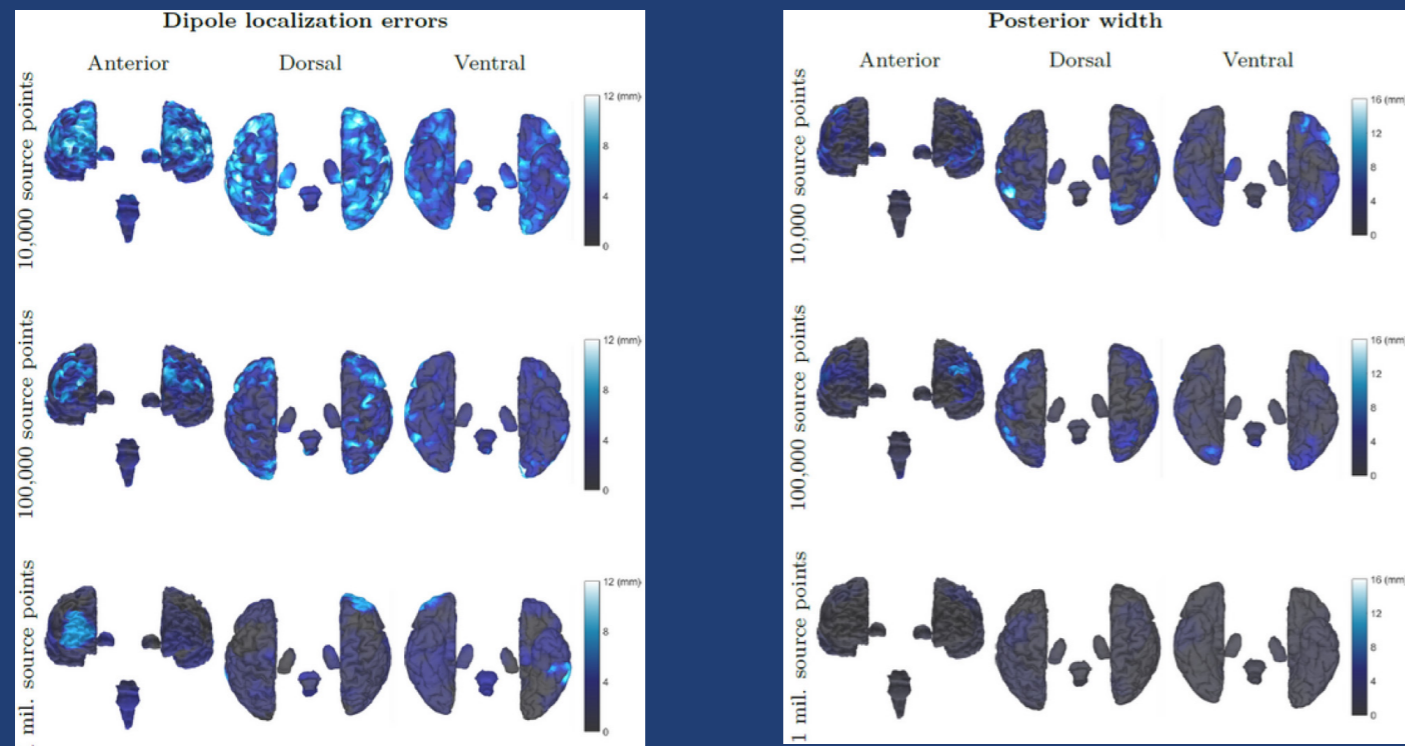 Dipole localization errors
Anterior Dorsal Ventral
10,000 source points
12 (mm)
8
4
0
100,000 source points
12 (mm)
8
4
0
1 mil. source points
12 (mm)
8
4
0
Posterior width
Anterior Dorsal Ventral
10,000 source points
16 (mm)
12
8
4
0
100,000 source points
16 (mm)
12
8
4
0
1 mil. source points
16 (mm)
12
8
4
0